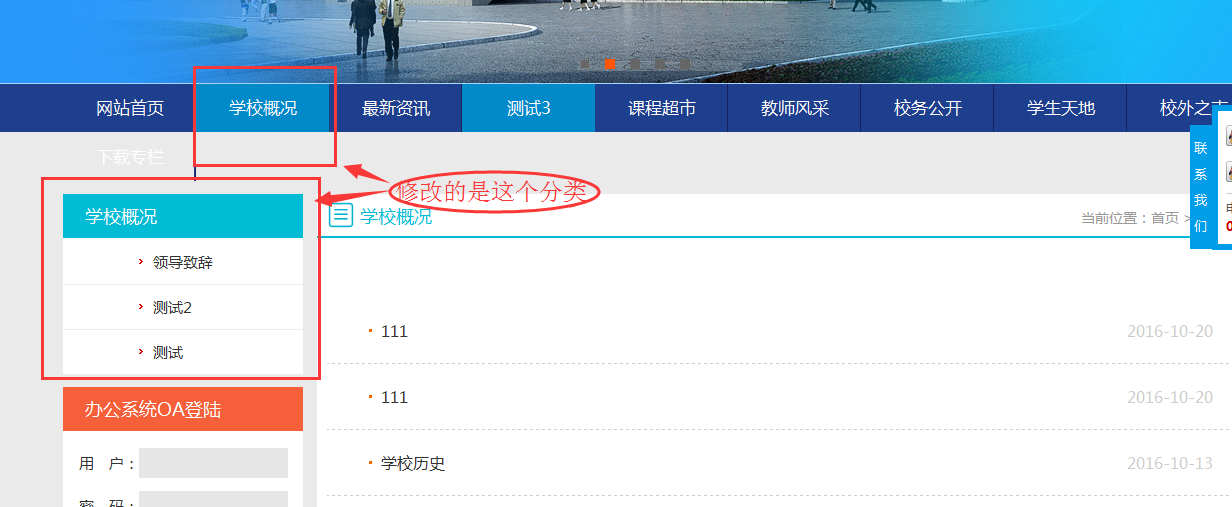 网站首页 学校概况 最新资讯 测试3 课程超市 教师风采 校务公开 学生天地 校外之
下载专栏
联系我们
修改的是这个分类
学校概况
学校概况
当前位置：首页 >
领导致辞
测试2
测试
111 2016-10-20
111 2016-10-20
学校历史 2016-10-13
办公系统OA登陆
用 户：
密 码：